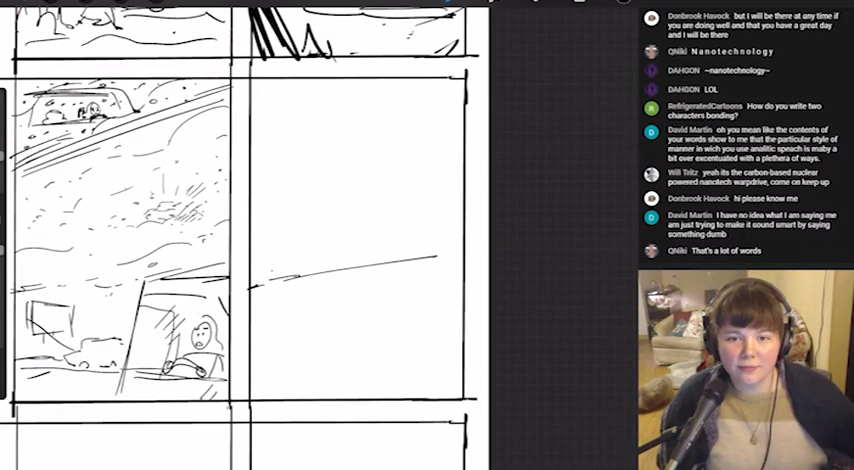 Donbrook Havock but I will be there at any time if
you are doing well and that you have a great day
and I will be there
QNiki N a n o t e c h n o l o g y
DAHGON ~nanotechnology~
DAHGON LOL
R
RefrigeratedCartoons How do you write two
characters bonding?
D
David Martin oh you mean like the contents of
your words show to me that the particular style of
manner in wich you use analitic speach is maby a
bit over excentuated with a plethera of ways.
Will Tritz yeah its the carbon-based nuclear
powered nanotech warpdrive, come on keep up
Donbrook Havock hi please know me
D
David Martin I have no idea what I am saying me
am just trying to make it sound smart by saying
something dumb
QNiki That's a lot of words